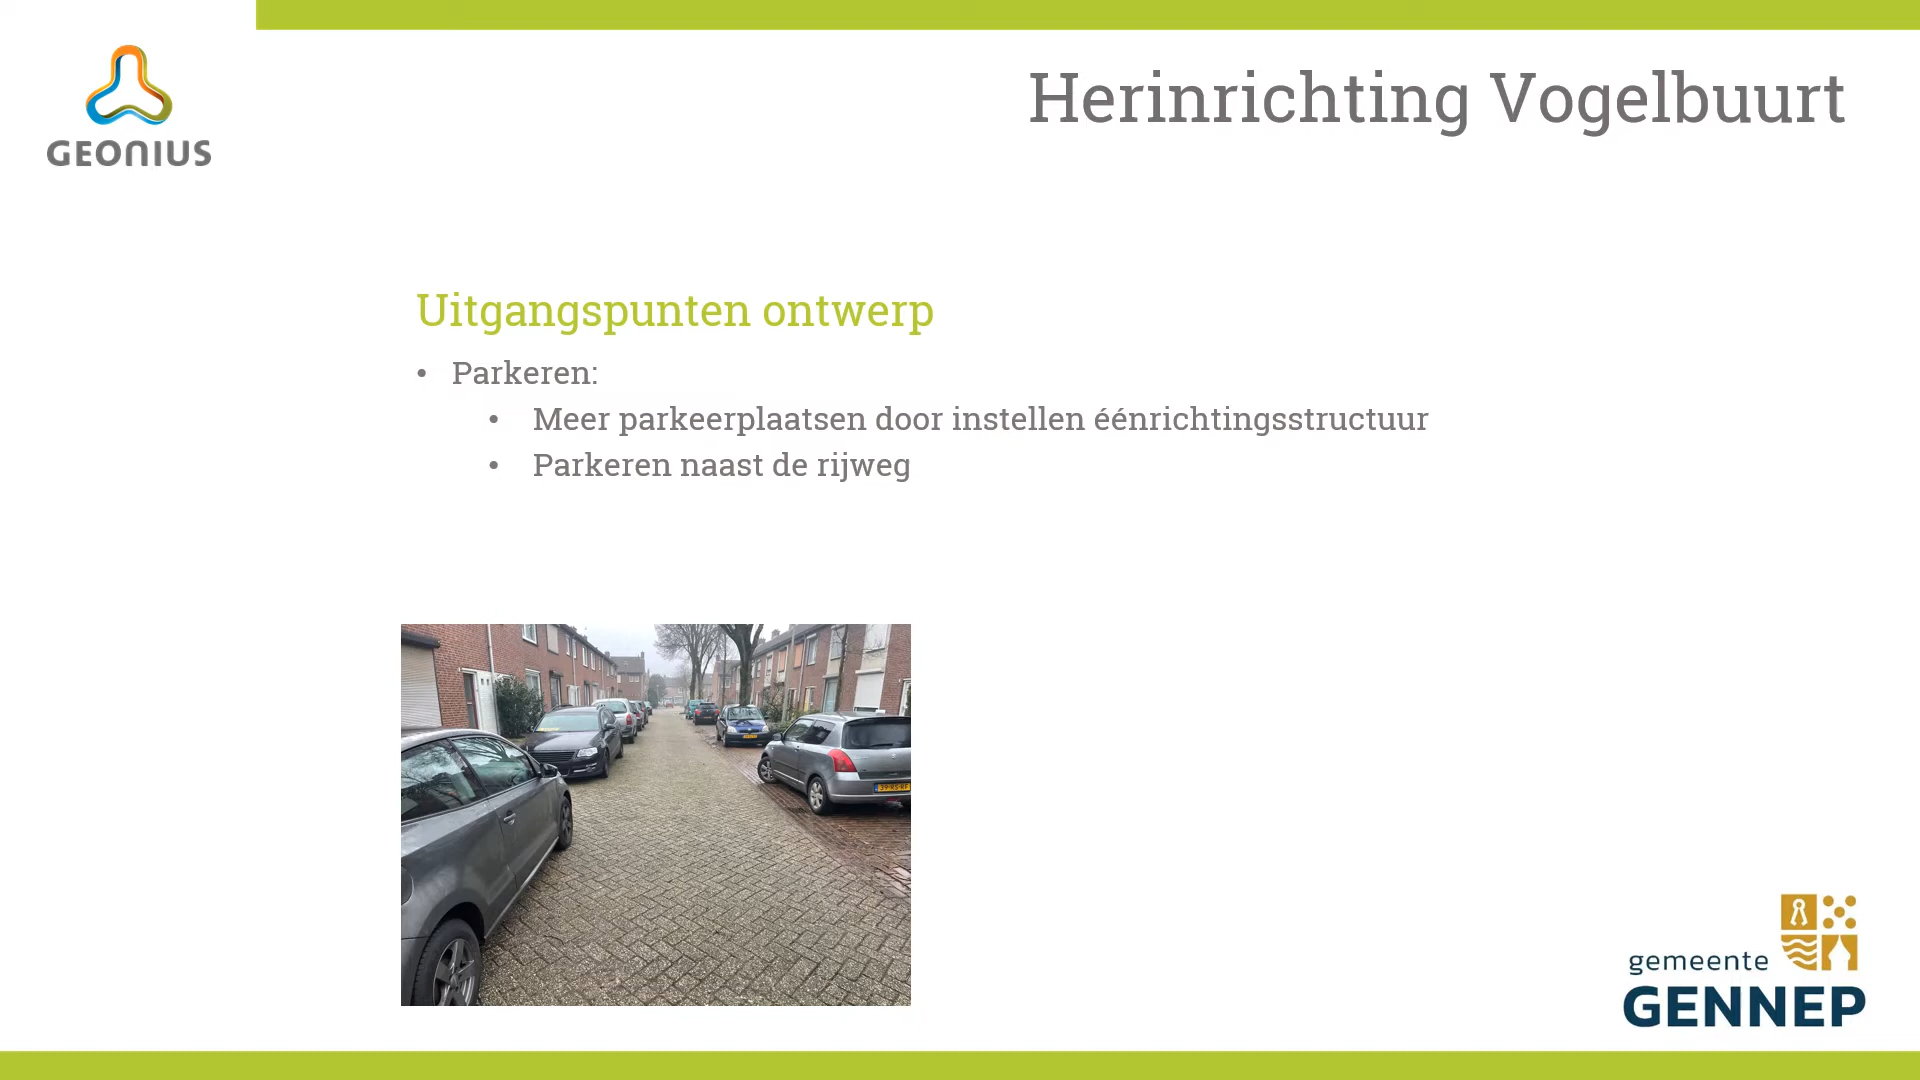 GEONIUS
Herinrichting Vogelbuurt
Uitgangspunten ontwerp
• Parkeren:
• Meer parkeerplaatsen door instellen éénrichtingsstructuur
• Parkeren naast de rijweg
gemeente
GENNEP